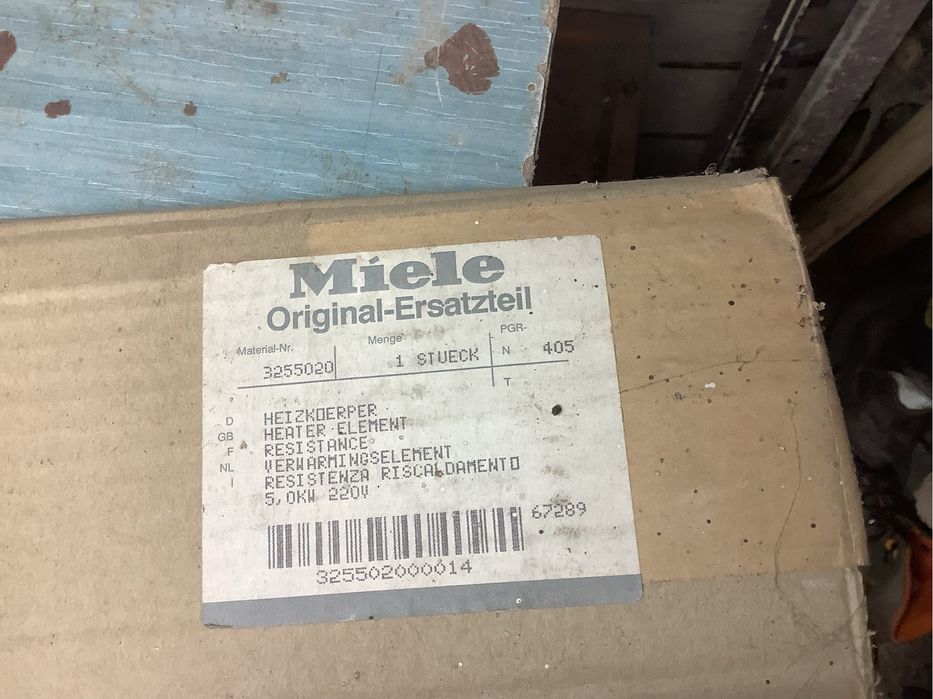 Miele
Original-Ersatzteil
Material-Nr. Menge PGR-
3255020 1 STUECK N 405
T
D HEIZKOERPER
GB HEATER ELEMENT
F RESISTANCE
NL VERWARMINGSELEMENT
I RESISTENZA RISCALDAMENTO
5,0KW 220V
67289
325502000014